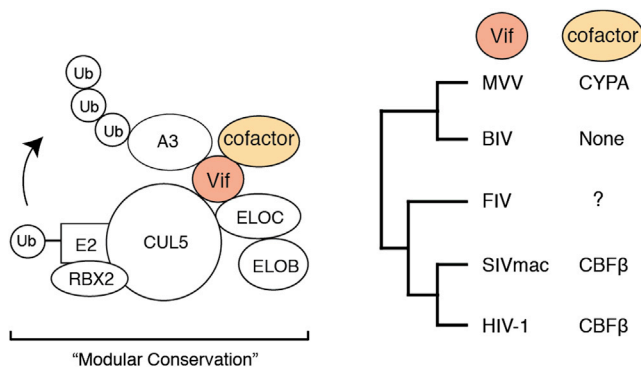 Ub
Ub
Ub
A3
cofactor
Vif
ELOC
ELOB
CUL5
Ub
E2
RBX2
"Modular Conservation"
Vif cofactor
MVV CYPA
BIV None
FIV ?
SIVmac CBFβ
HIV-1 CBFβ